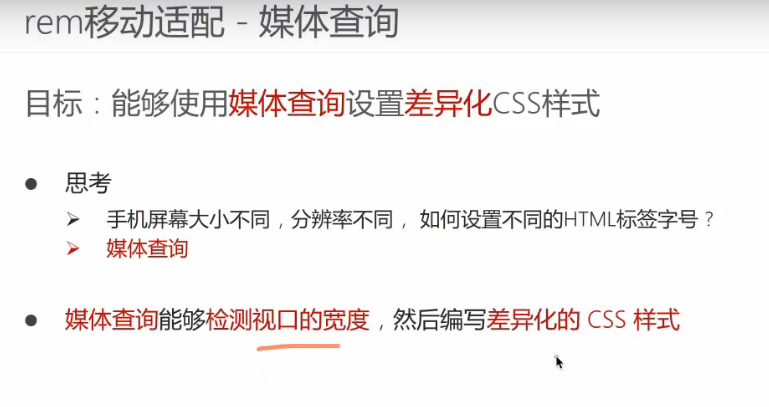 rem移动适配 - 媒体查询
目标：能够使用媒体查询设置差异化CSS样式
思考
手机屏幕大小不同，分辨率不同， 如何设置不同的HTML标签字号？
媒体查询
媒体查询能够检测视口的宽度，然后编写差异化的 CSS 样式